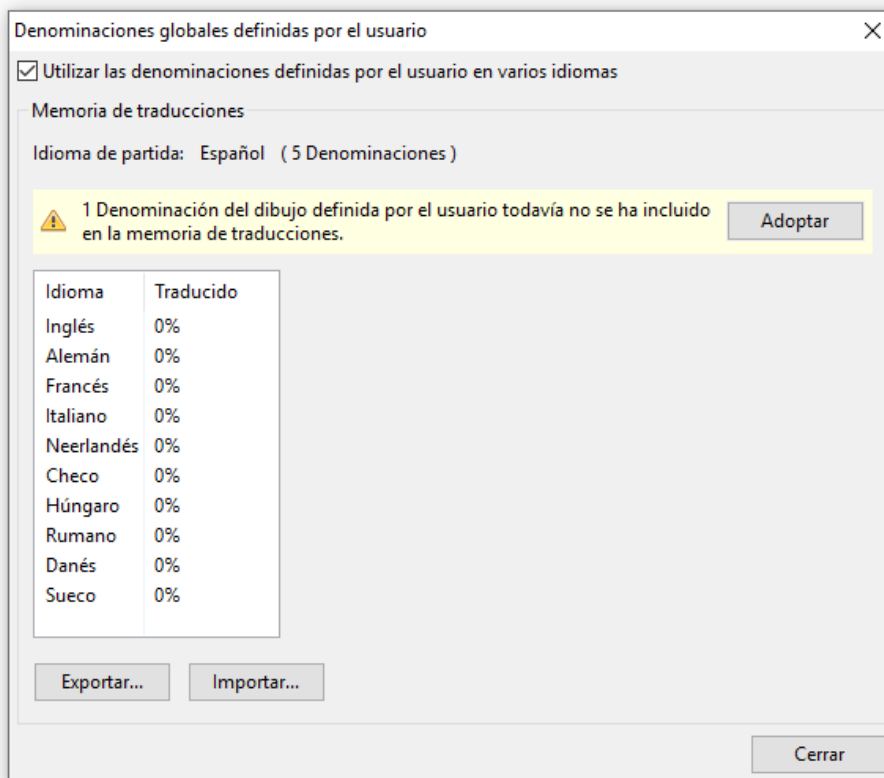 Denominaciones globales definidas por el usuario
Utilizar las denominaciones definidas por el usuario en varios idiomas
Memoria de traducciones
Idioma de partida: Español ( 5 Denominaciones )
1 Denominación del dibujo definida por el usuario todavía no se ha incluido
en la memoria de traducciones.
Adoptar
Idioma Traducido
Inglés 0%
Alemán 0%
Francés 0%
Italiano 0%
Neerlandés 0%
Checo 0%
Húngaro 0%
Rumano 0%
Danés 0%
Sueco 0%
Exportar... Importar...
Cerrar